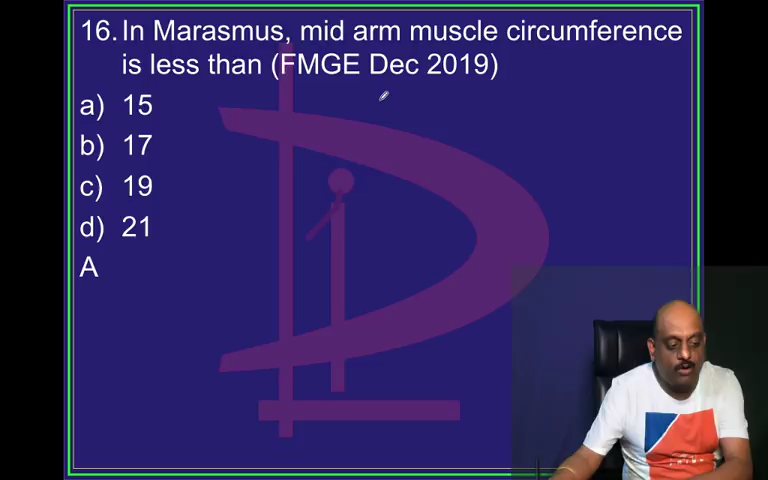 16. In Marasmus, mid arm muscle circumference
is less than (FMGE Dec 2019)
a) 15
b) 17
c) 19
d) 21
A